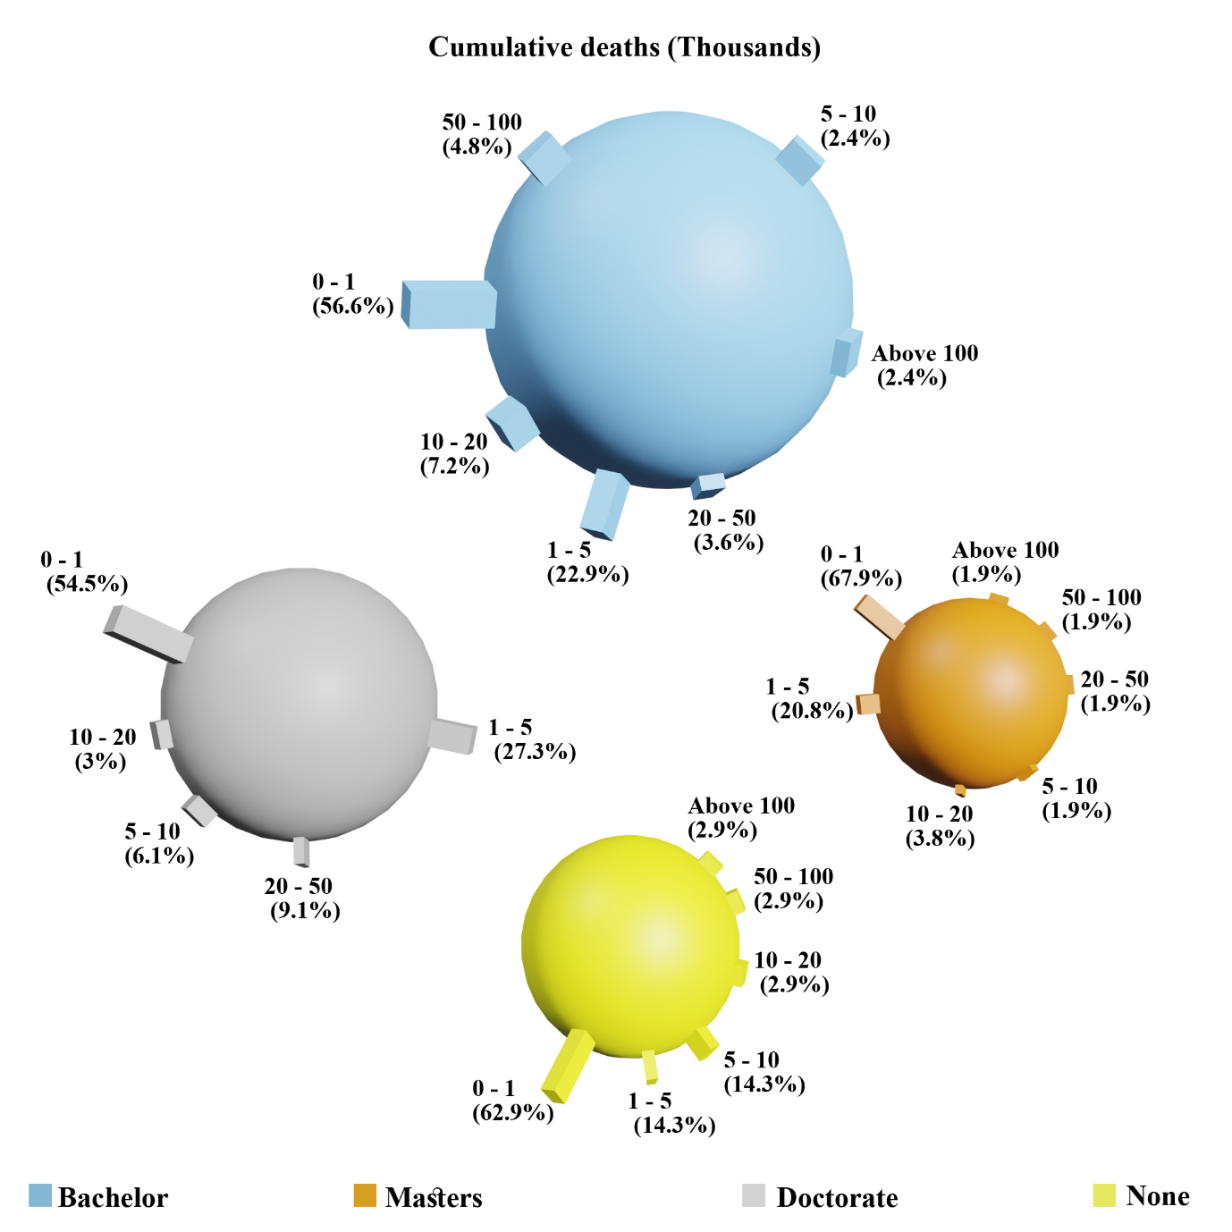 Cumulative deaths (Thousands)
50 - 100
(4.8%)
5 - 10
(2.4%)
0 - 1
(56.6%)
Above 100
(2.4%)
10 - 20
(7.2%)
20 - 50
(3.6%)
1 - 5
(22.9%)
0 - 1
(54.5%)
10 - 20
(3%)
5 - 10
(6.1%)
20 - 50
(9.1%)
1 - 5
(27.3%)
0 - 1
(67.9%)
Above 100
(1.9%)
50 - 100
(1.9%)
1 - 5
(20.8%)
20 - 50
(1.9%)
5 - 10
(1.9%)
10 - 20
(3.8%)
Above 100
(2.9%)
50 - 100
(2.9%)
10 - 20
(2.9%)
5 - 10
(14.3%)
0 - 1
(62.9%)
1 - 5
(14.3%)
Bachelor
Masters
Doctorate
None